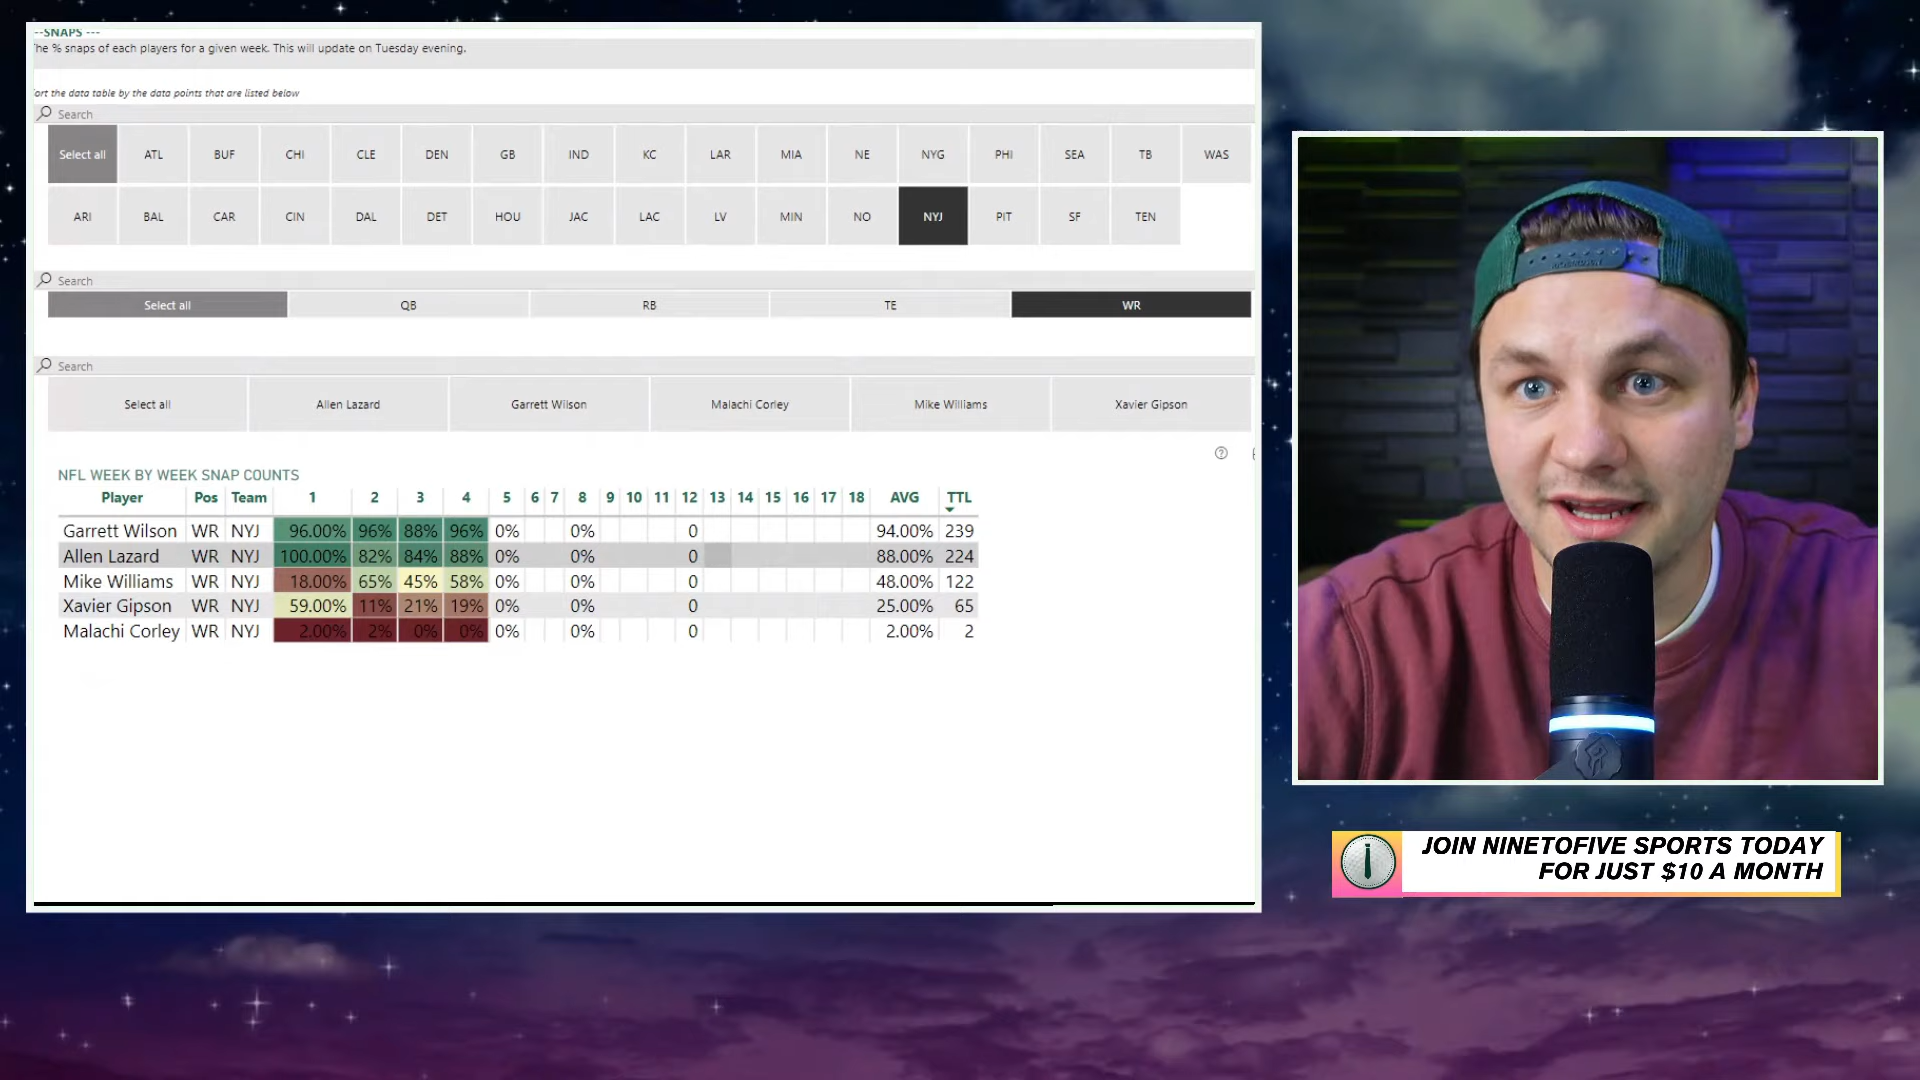 --SNAPS ---
he % snaps of each players for a given week. This will update on Tuesday evening.
ort the data table by the data points that are listed below
Search
Select all ATL BUF CHI CLE DEN GB IND KC LAR MIA NE NYG PHI SEA TB WAS
ARI BAL CAR CIN DAL DET HOU JAC LAC LV MIN NO NYJ PIT SF TEN
Search
Select all QB RB TE WR
Search
Select all Allen Lazard Garrett Wilson Malachi Corley Mike Williams Xavier Gipson
NFL WEEK BY WEEK SNAP COUNTS
Player Pos Team 1 2 3 4 5 6 7 8 9 10 11 12 13 14 15 16 17 18 AVG TTL
Garrett Wilson WR NYJ 96.00% 96% 88% 96% 0% 0% 0 94.00% 239
Allen Lazard WR NYJ 100.00% 82% 84% 88% 0% 0% 0 88.00% 224
Mike Williams WR NYJ 18.00% 65% 45% 58% 0% 0% 0 48.00% 122
Xavier Gipson WR NYJ 59.00% 11% 21% 19% 0% 0% 0 25.00% 65
Malachi Corley WR NYJ 2.00% 2% 0% 0% 0% 0% 0 2.00% 2
JOIN NINETOFIVE SPORTS TODAY
FOR JUST $10 A MONTH